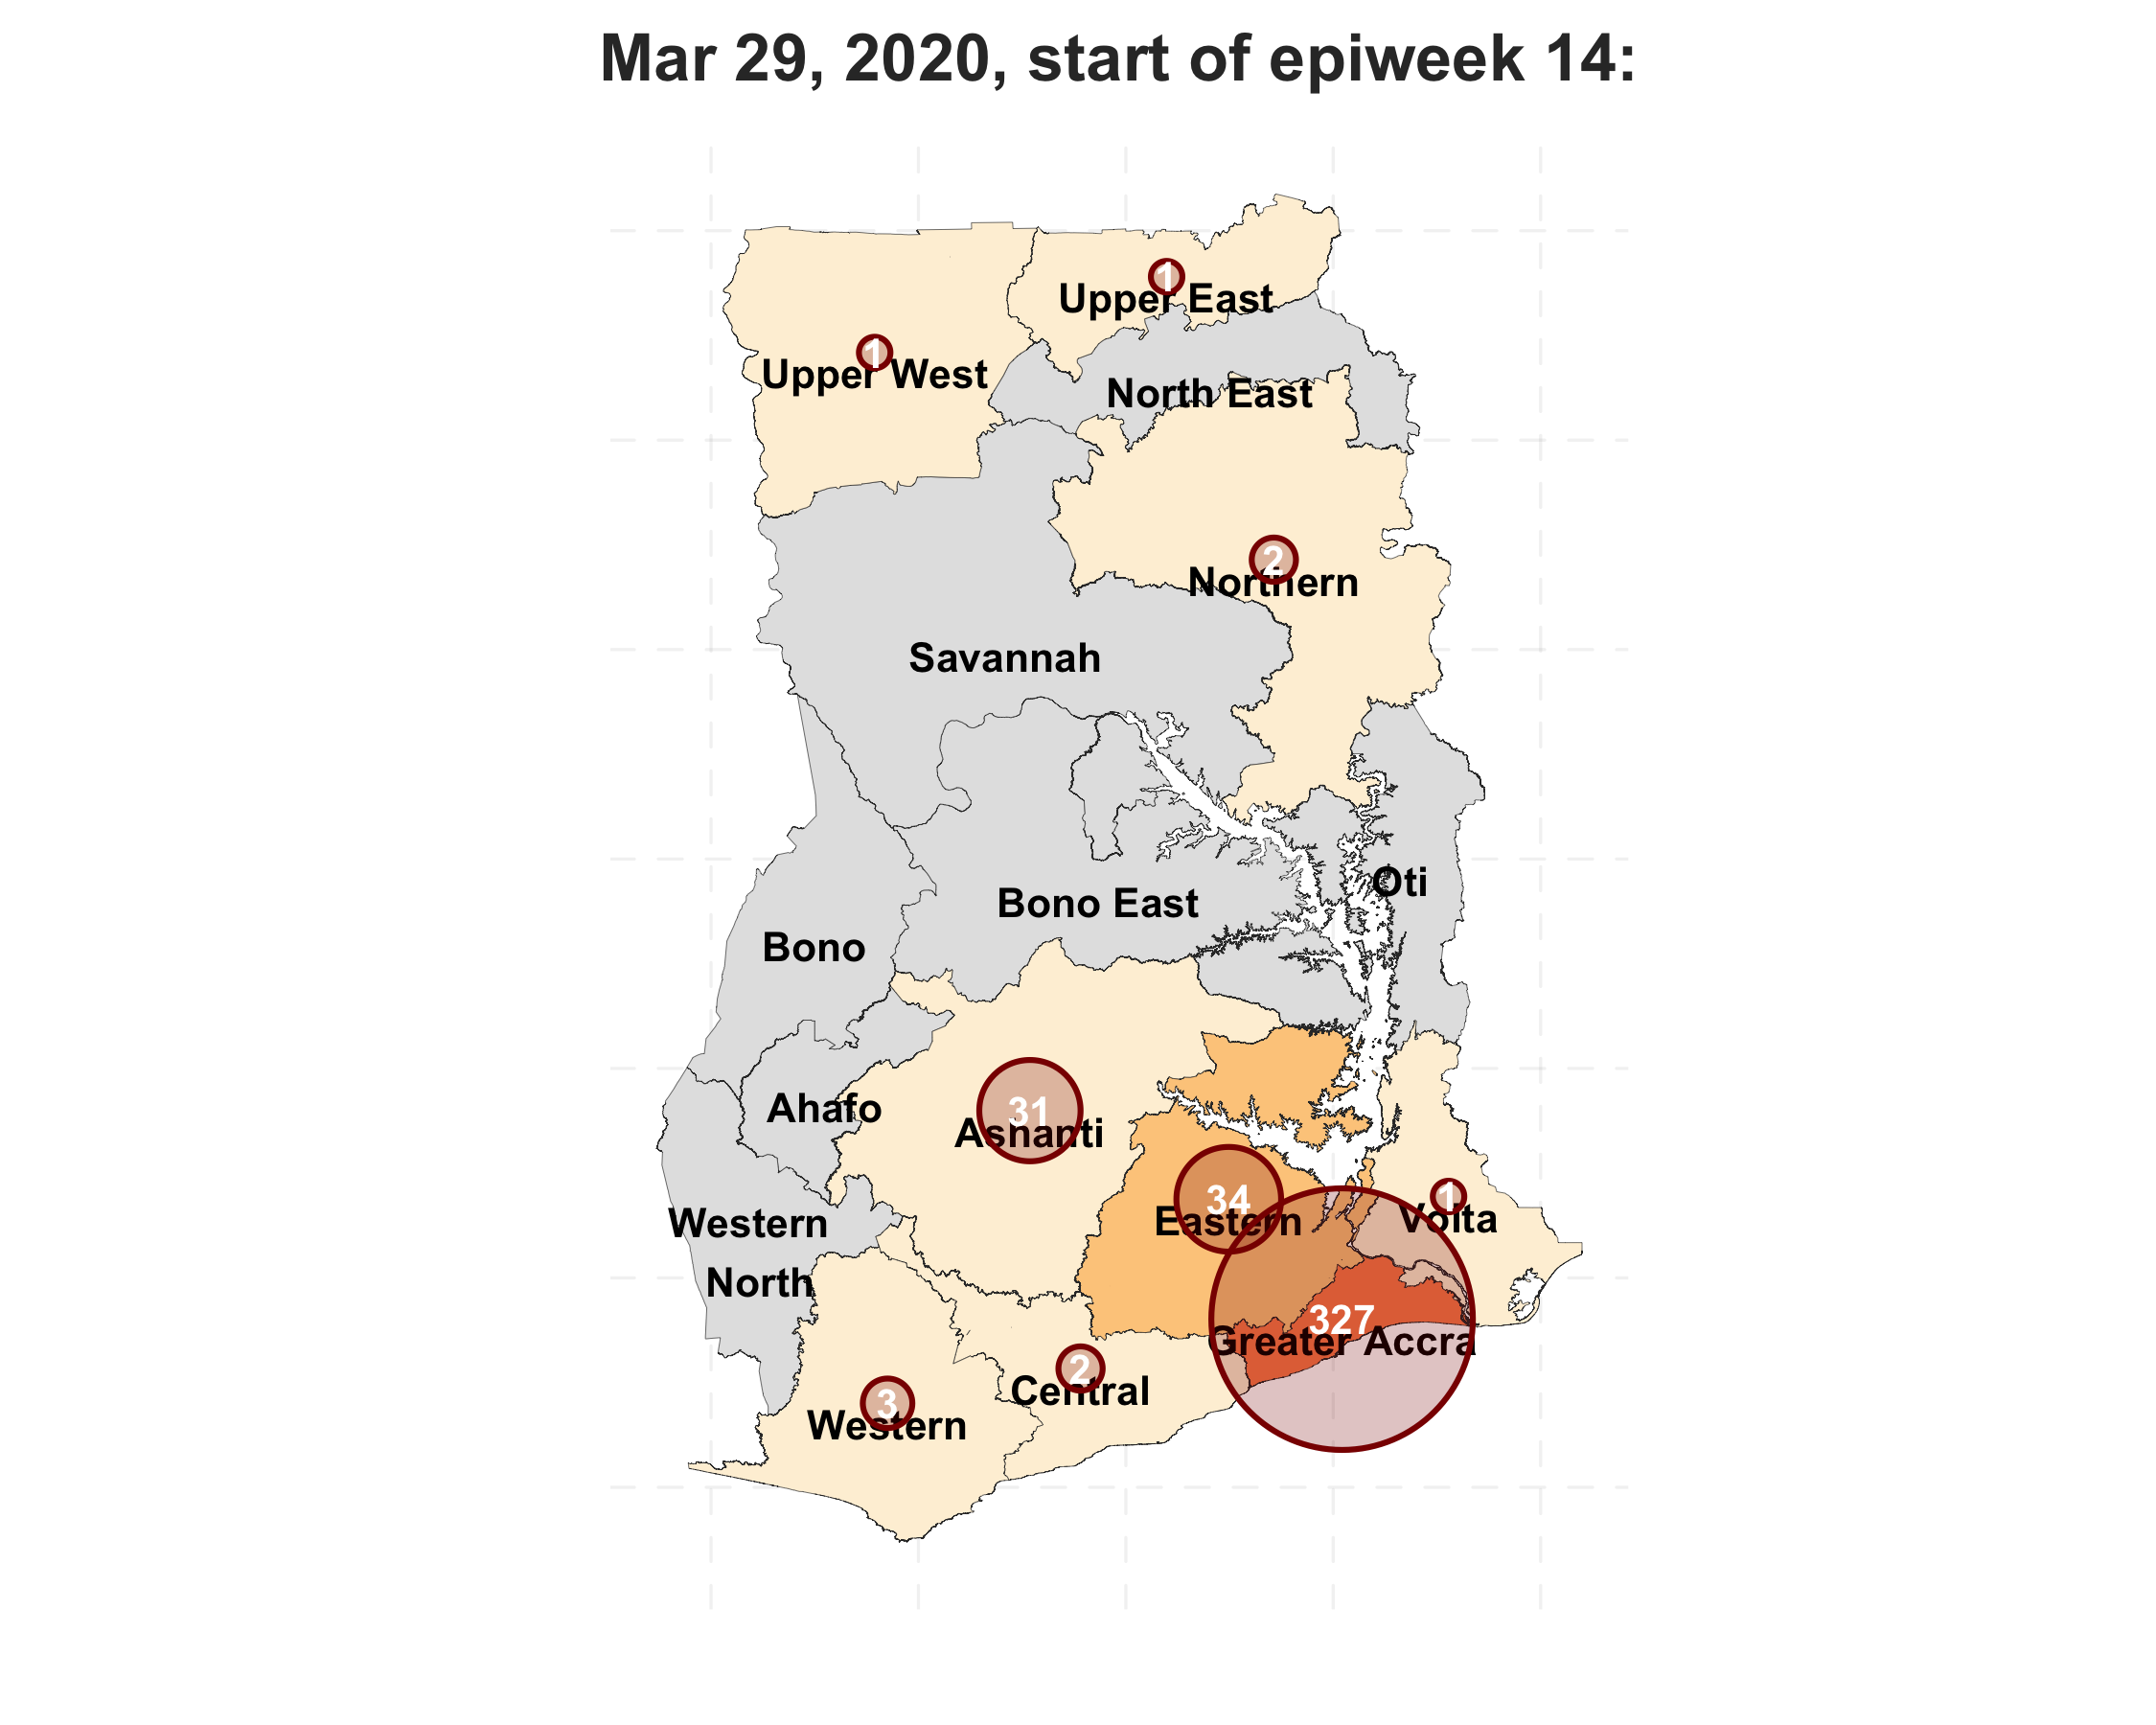 Mar 29, 2020, start of epiweek 14:
1
Upper East
1
Upper West
North East
2
Northern
Savannah
Oti
Bono East
Bono
31
Ahafo
Ashanti
34
1
Western
Eastern
Volta
North
327
Greater Accra
2
Central
3
Western